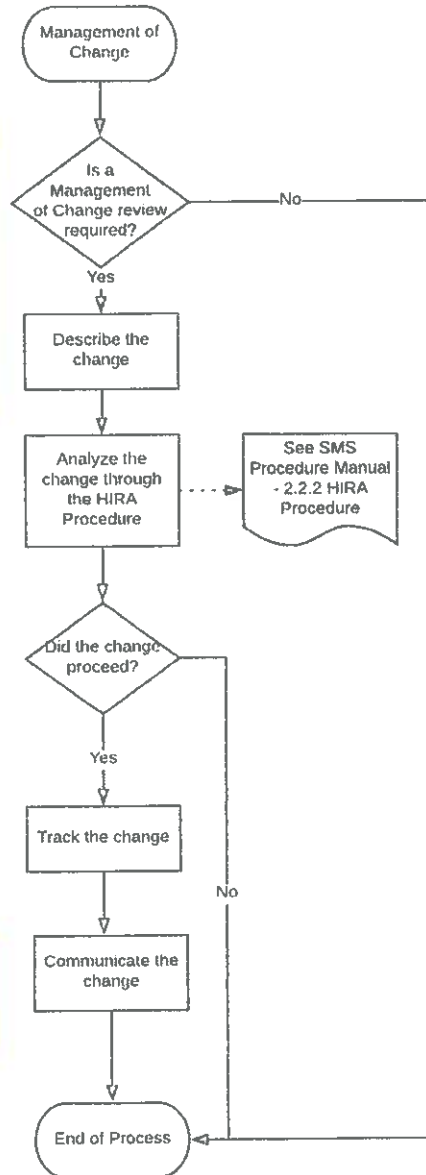 Management of
Change
Is a
Management
of Change review
required?
No
Yes
Describe the
change
Analyze the
change through
the HIRA
Procedure
See SMS
Procedure Manual
- 2.2.2 HIRA
Procedure
Did the change
proceed?
Yes
No
Track the change
Communicate the
change
End of Process